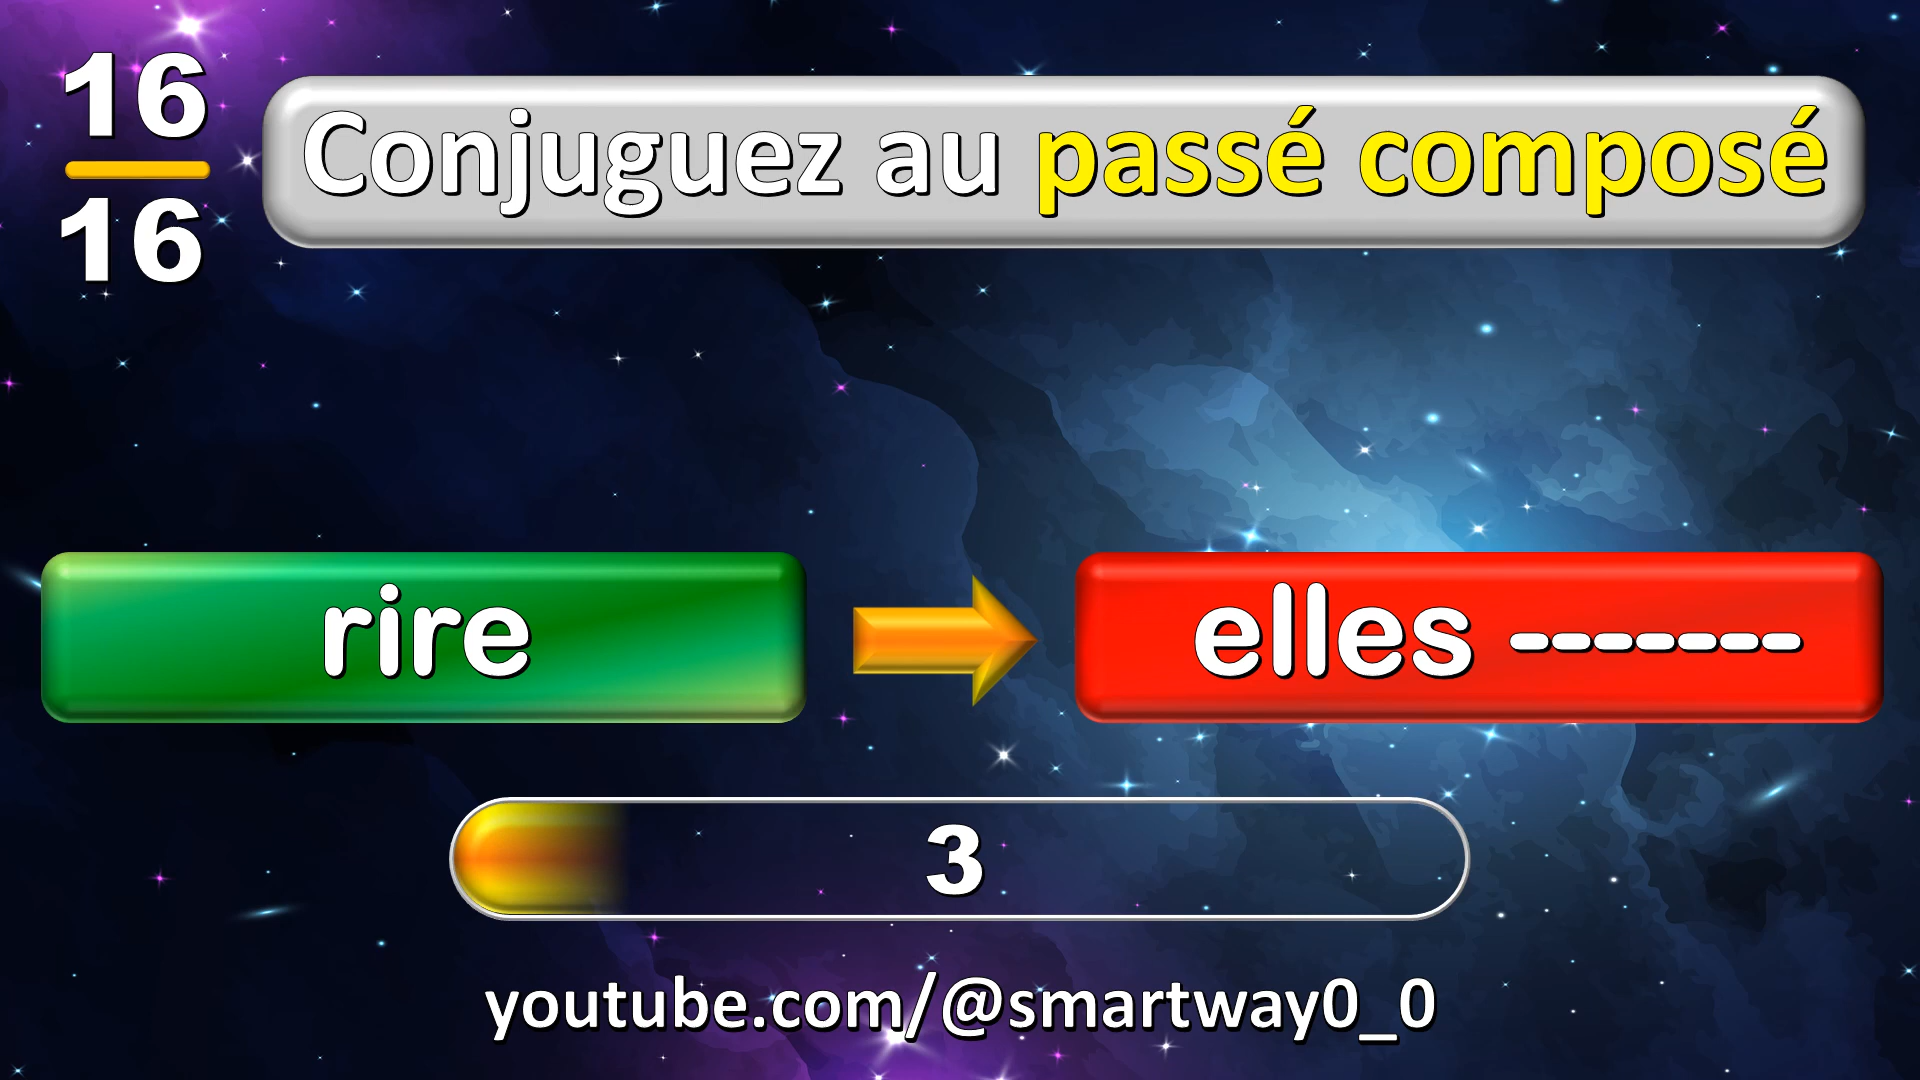 16
16
Conjuguez au passé composé
rire
elles -------
3
youtube.com/@smartway0_0